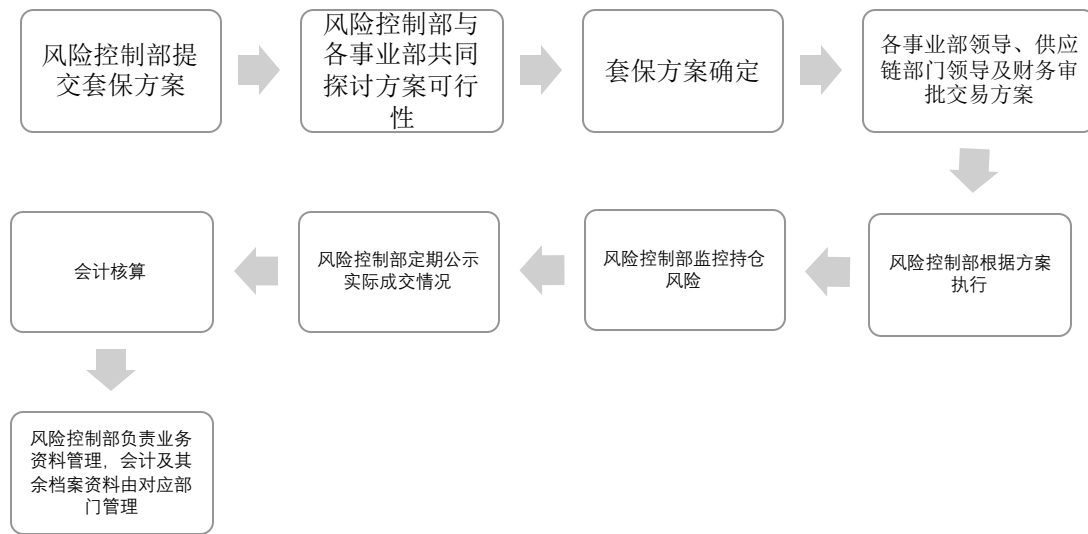 风险控制部提
交套保方案
风险控制部与
各事业部共同
探讨方案可行
性
套保方案确定
各事业部领导、供应
链部门领导及财务审
批交易方案
风险控制部根据方案
执行
风险控制部监控持仓
风险
风险控制部定期公示
实际成交情况
会计核算
风险控制部负责业务
资料管理，会计及其
余档案资料由对应部
门管理